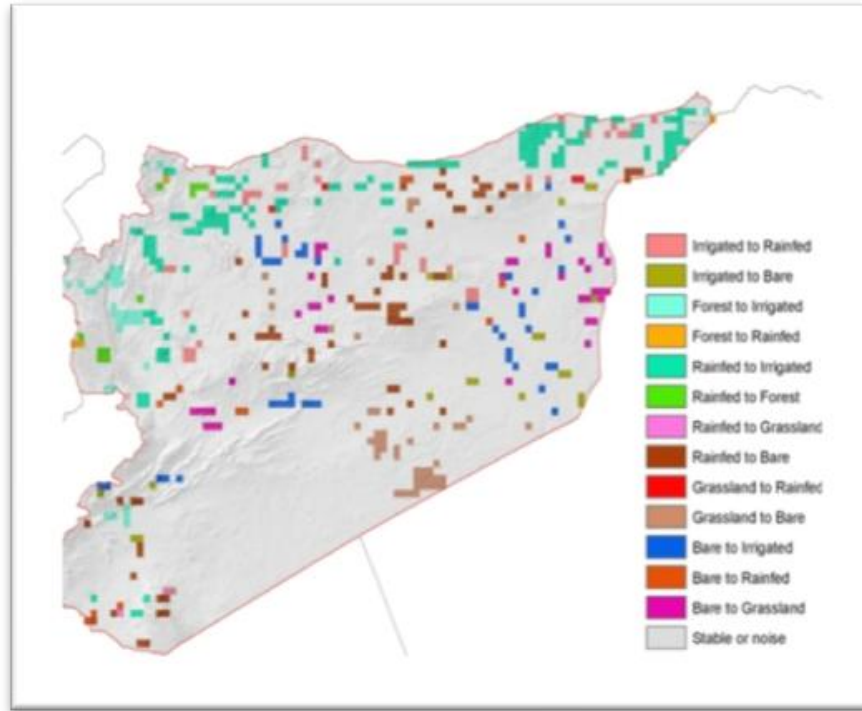 Irrigated to Rainfed
Irrigated to Bare
Forest to Irrigated
Forest to Rainfed
Rainfed to Irrigated
Rainfed to Forest
Rainfed to Grassland
Rainfed to Bare
Grassland to Rainfed
Grassland to Bare
Bare to Irrigated
Bare to Rainfed
Bare to Grassland
Stable or noise